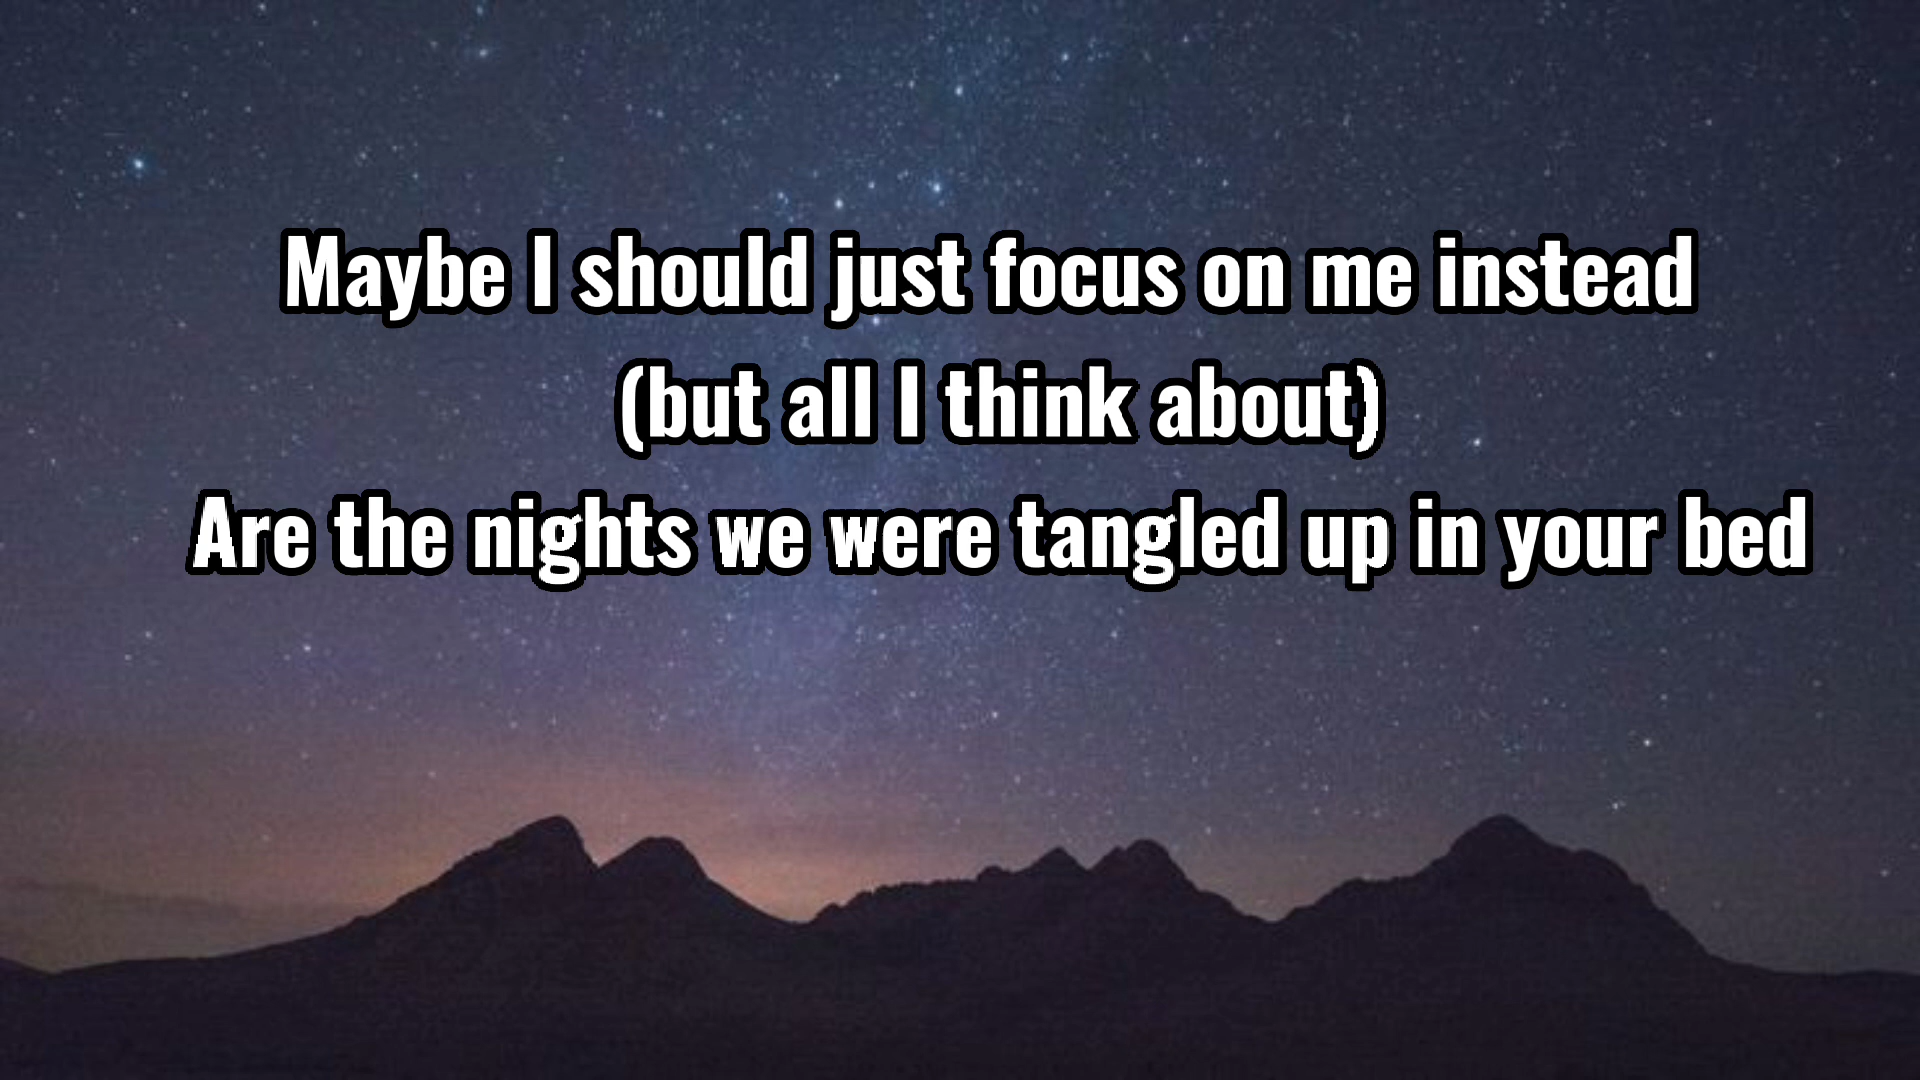 Maybe I should just focus on me instead
(but all I think about)
Are the nights we were tangled up in your bed